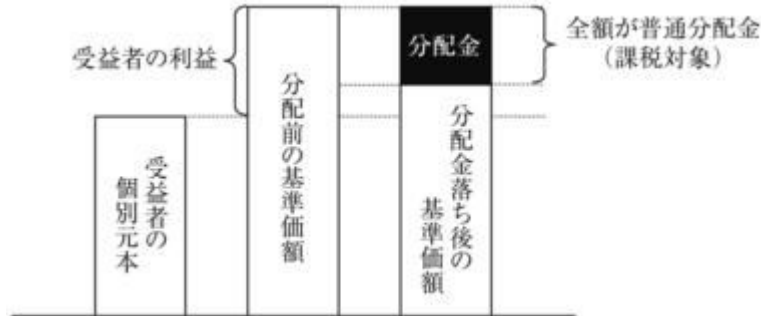 受益者の利益
分配金
全額が普通分配金
（課税対象）
受益者の
個別元本
分配前の基準価額
分配金落ち後の
基準価額